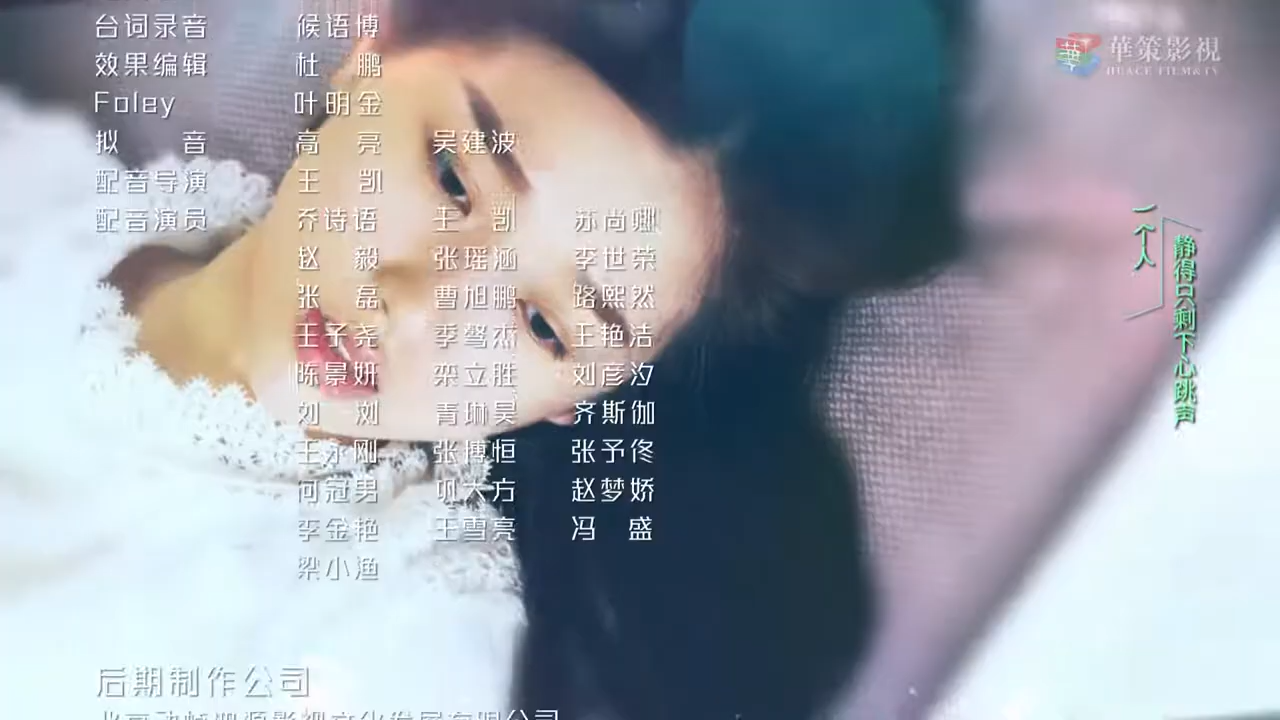 台词录音 候语博
效果编辑 杜 鹏
Foley 叶明金
拟 音 高 亮 吴建波
配音导演 王 凯
配音演员 乔诗语 王 凯 苏尚卿
赵 毅 张瑶涵 李世荣
张 磊 曹旭鹏 路熙然
王子尧 季骜杰 王艳洁
陈景妍 栾立胜 刘彦汐
刘 浏 青琳昊 齐斯伽
王永刚 张博恒 张予佟
何冠男 大方 赵梦娇
李金艳 王雪亮 冯 盛
梁小渔
后期制作公司
華策影視
HUACE FILM&TV
一个人
静得只剩下心跳声